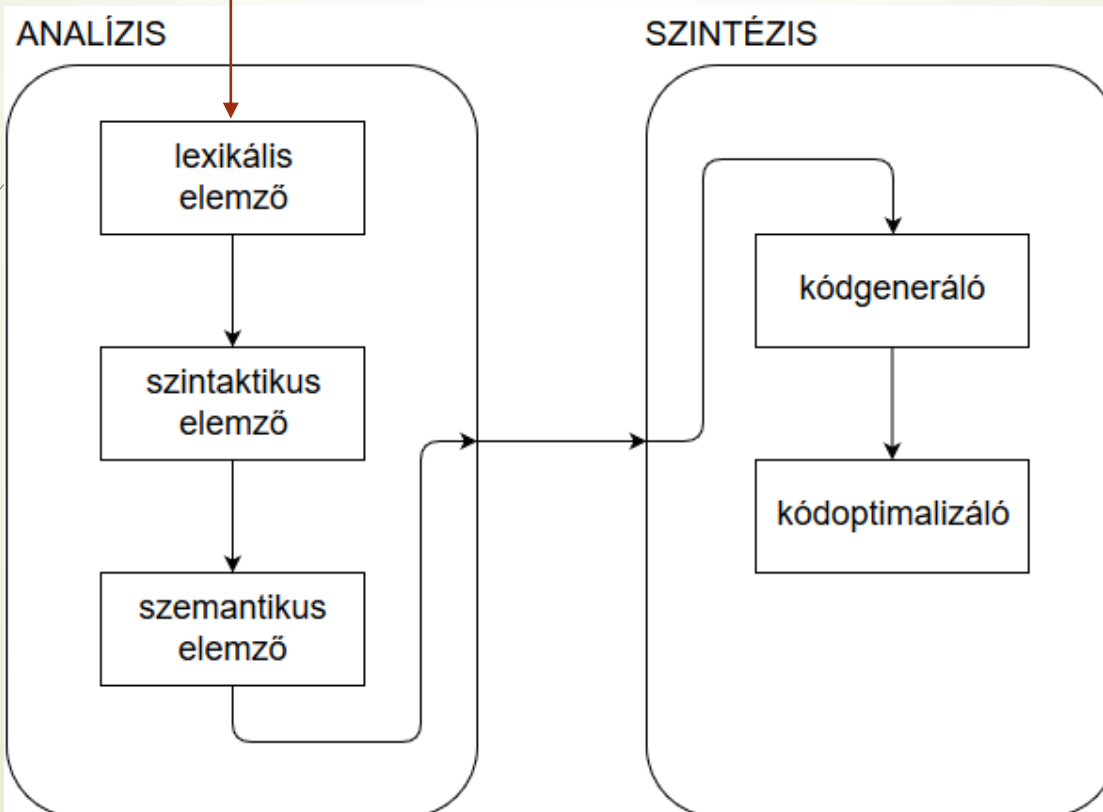 ANALÍZIS
lexikális
elemző
szintaktikus
elemző
szemantikus
elemző
SZINTÉZIS
kódgeneráló
kódoptimalizáló